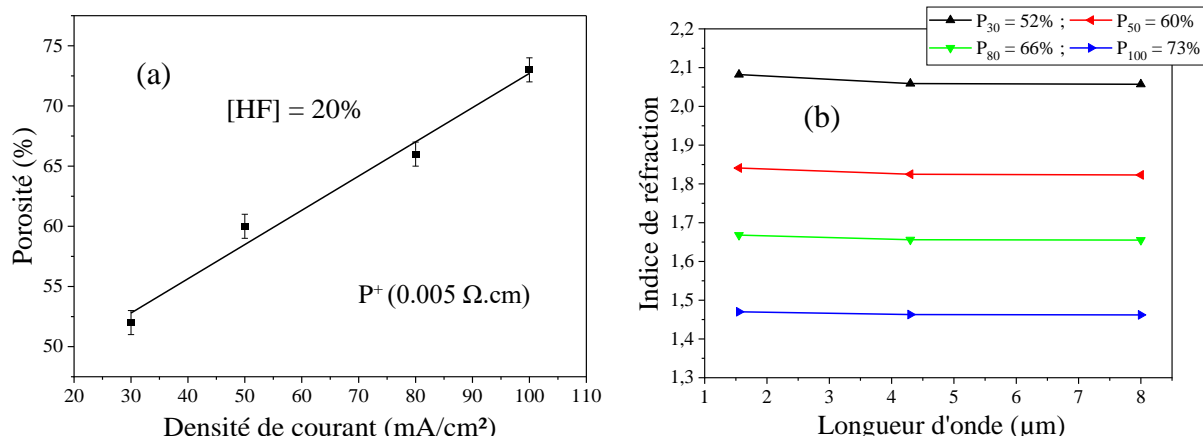 (a)
[HF] = 20%
P⁺ (0.005 Ω.cm)
Porosité (%)
75
70
65
60
55
50
20 30 40 50 60 70 80 90 100 110
Densité de courant (mA/cm²)
P₃₀ = 52% ; P₅₀ = 60%
P₈₀ = 66% ; P₁₀₀ = 73%
(b)
Indice de réfraction
2,2
2,1
2,0
1,9
1,8
1,7
1,6
1,5
1,4
1,3
1 2 3 4 5 6 7 8
Longueur d'onde (µm)